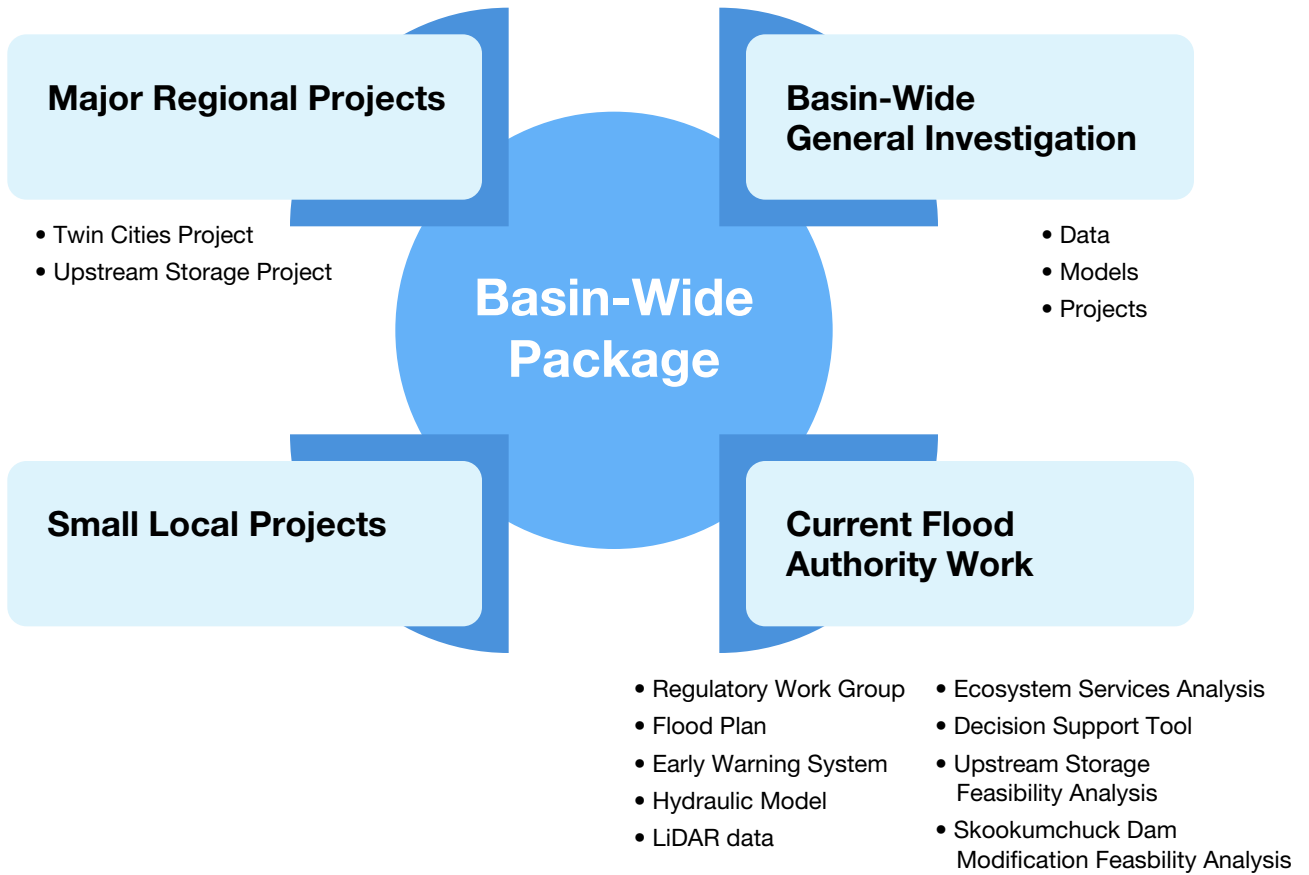 Major Regional Projects
• Twin Cities Project
• Upstream Storage Project
Basin-Wide
General Investigation
• Data
• Models
• Projects
Basin-Wide
Package
Small Local Projects
Current Flood
Authority Work
• Regulatory Work Group
• Flood Plan
• Early Warning System
• Hydraulic Model
• LiDAR data
• Ecosystem Services Analysis
• Decision Support Tool
• Upstream Storage
Feasibility Analysis
• Skookumchuck Dam
Modification Feasbility Analysis